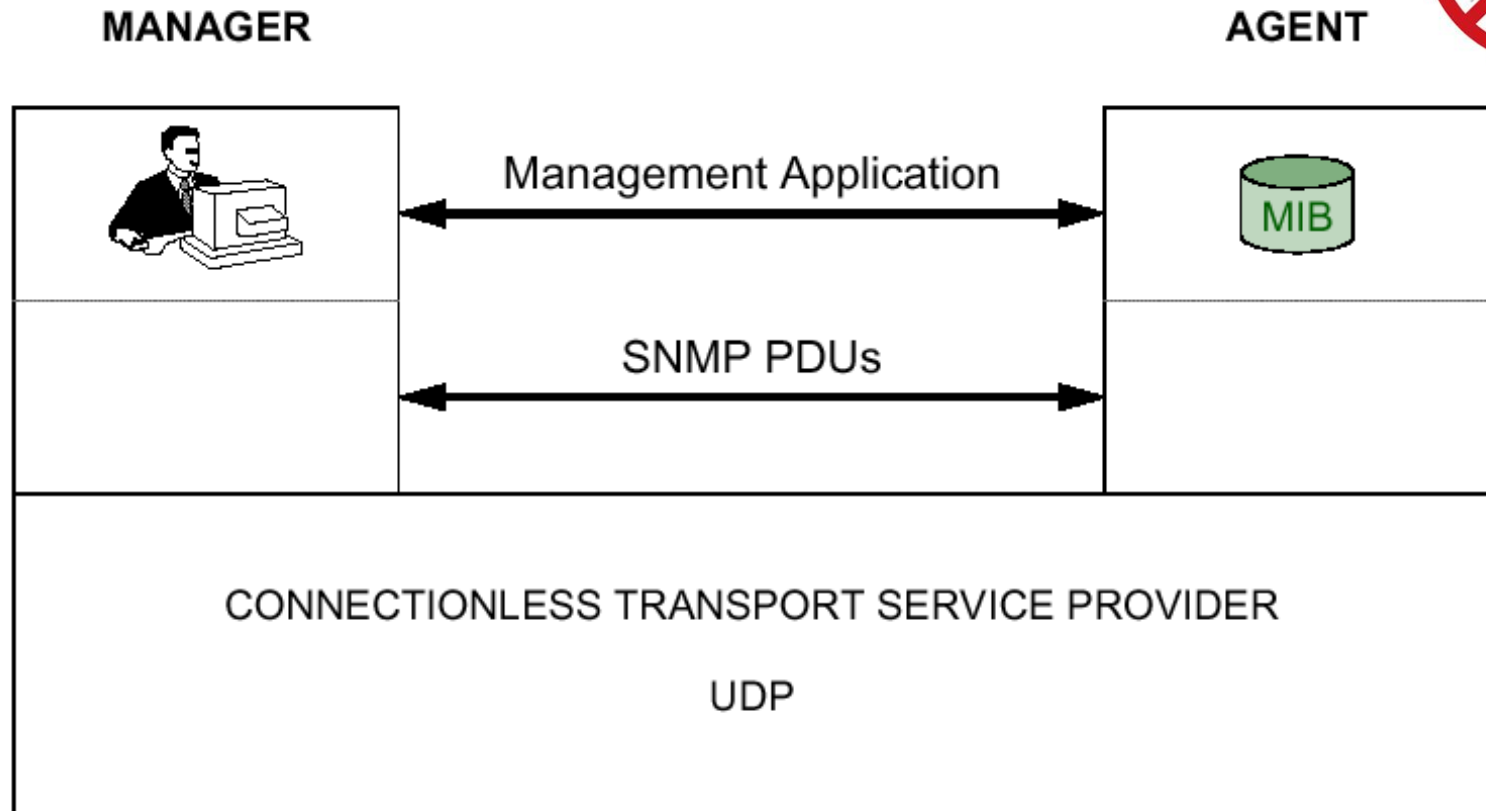 MANAGER
AGENT
Management Application
MIB
SNMP PDUs
CONNECTIONLESS TRANSPORT SERVICE PROVIDER
UDP